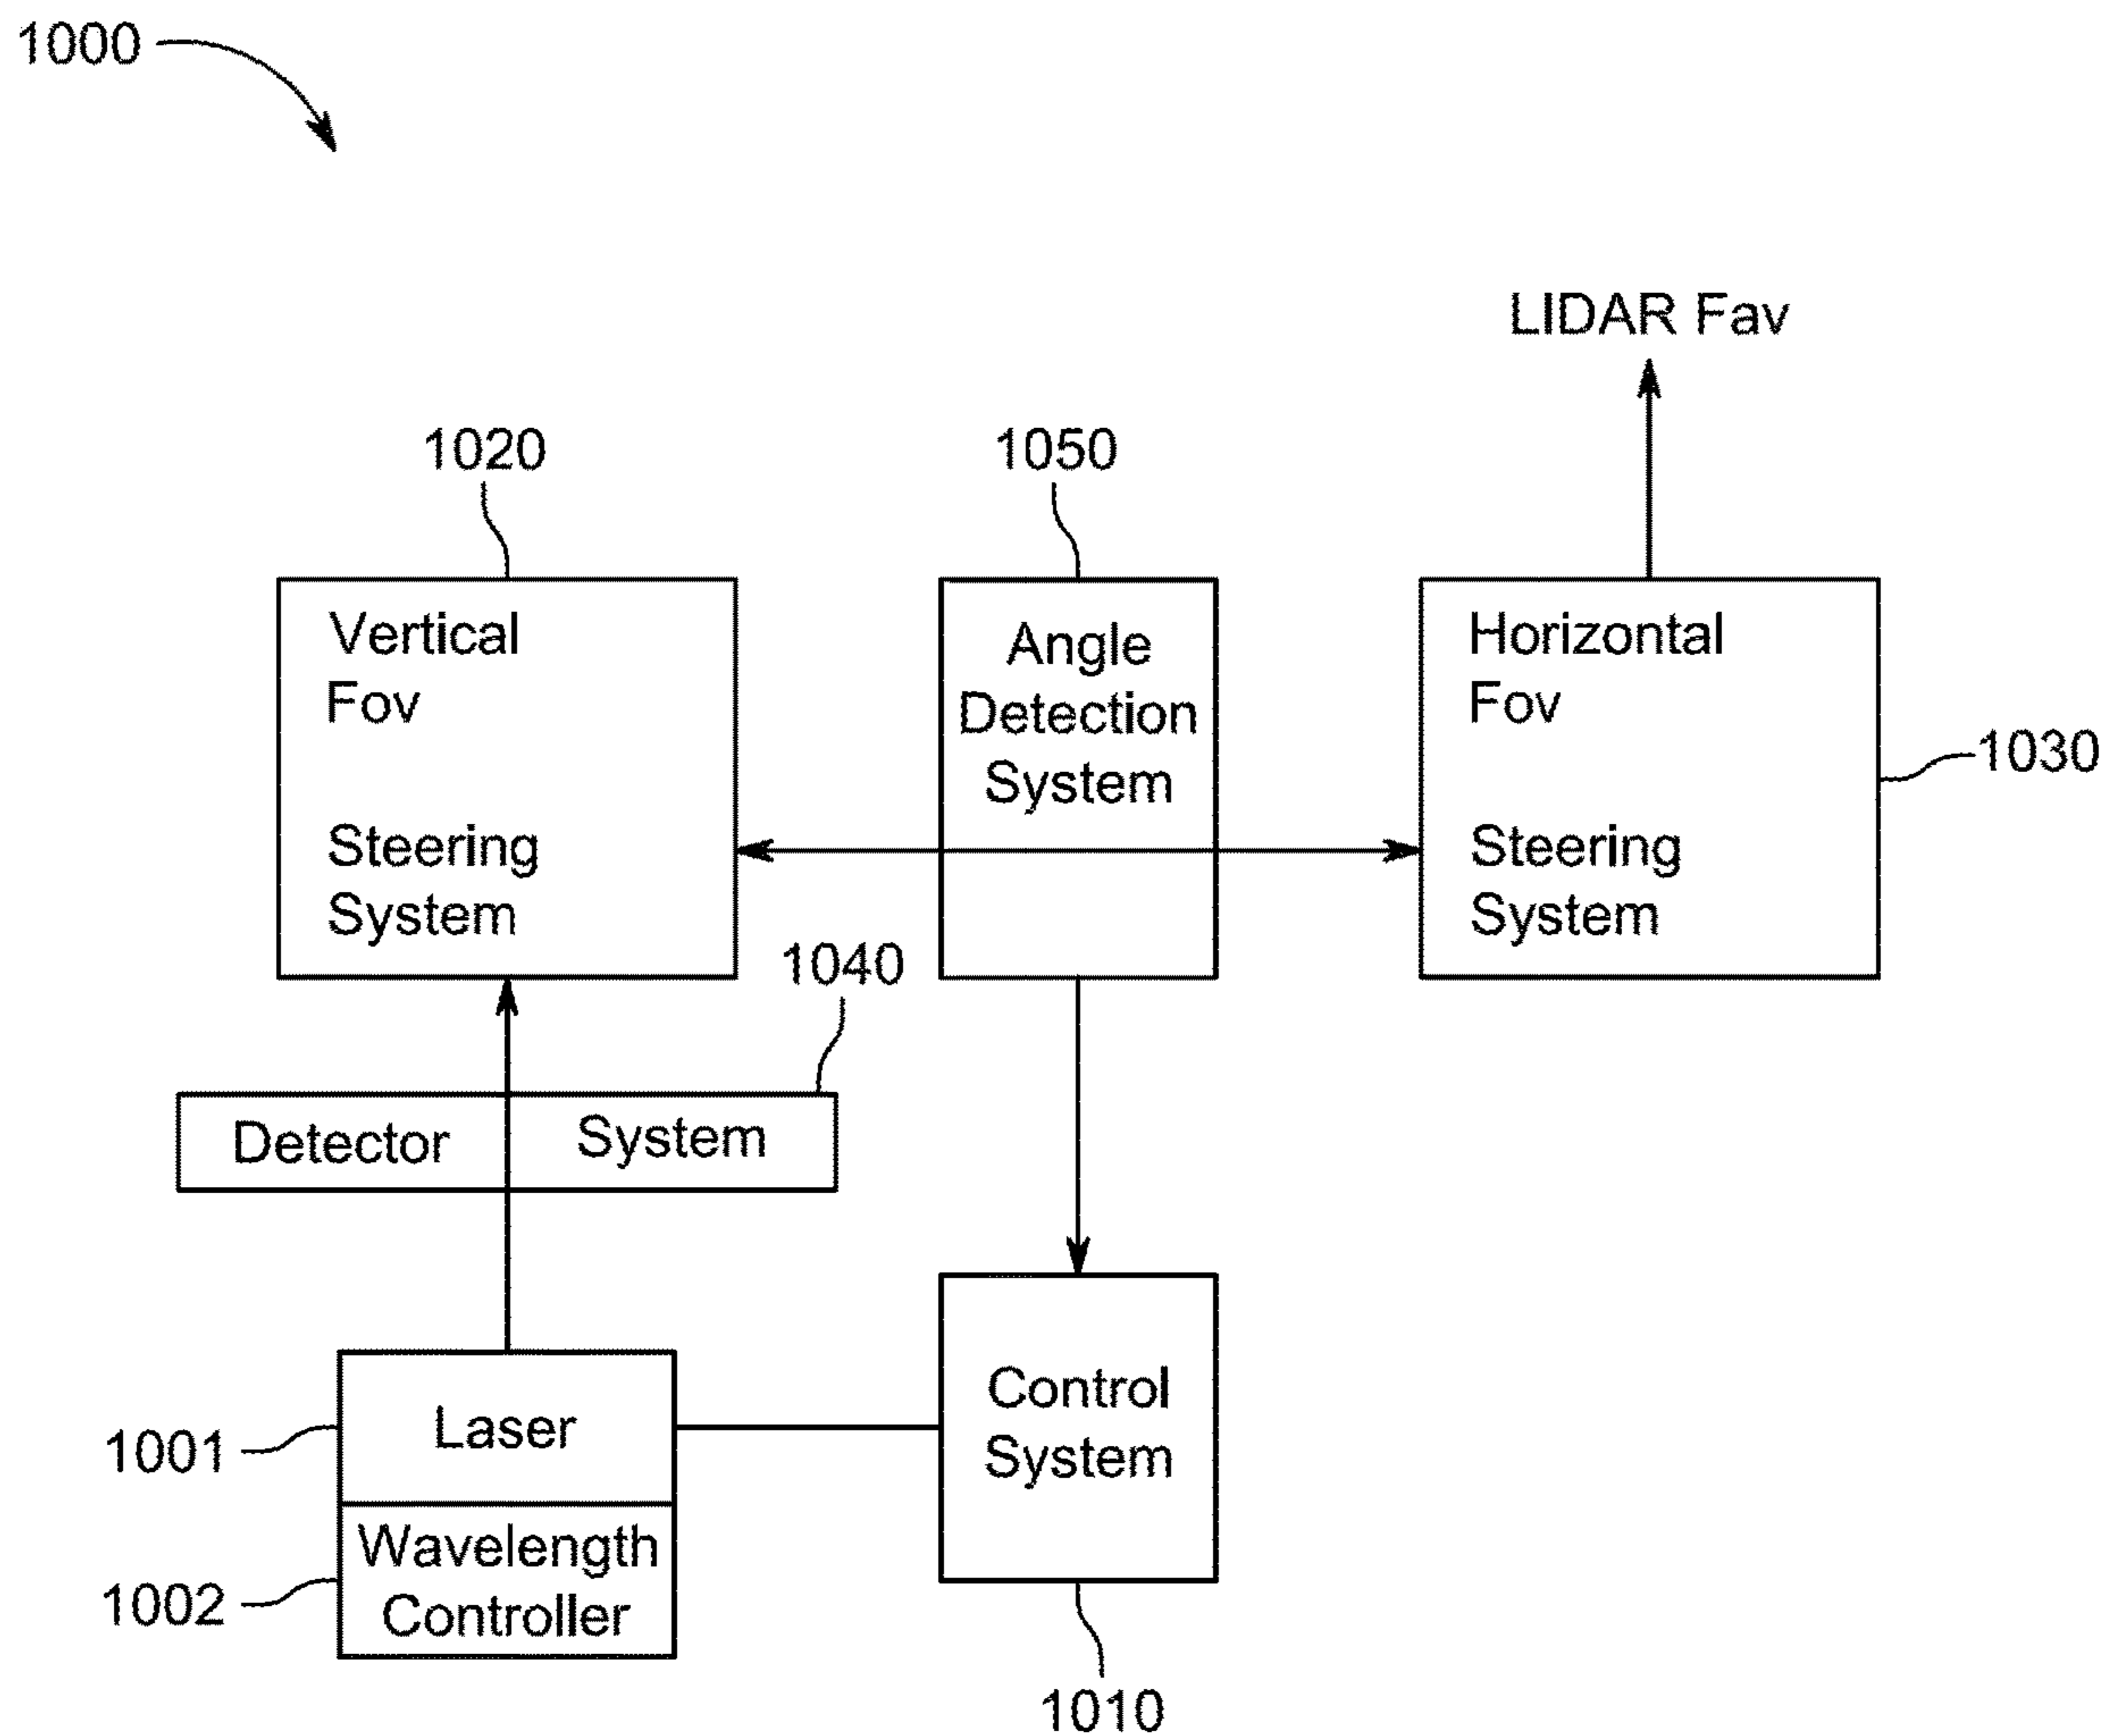 1000
LIDAR Fav
1020
1050
Vertical
Fov
Steering
System
Angle
Detection
System
Horizontal
Fov
Steering
System
1030
1040
Detector System
1001
Laser
Wavelength
Controller
1002
Control
System
1010